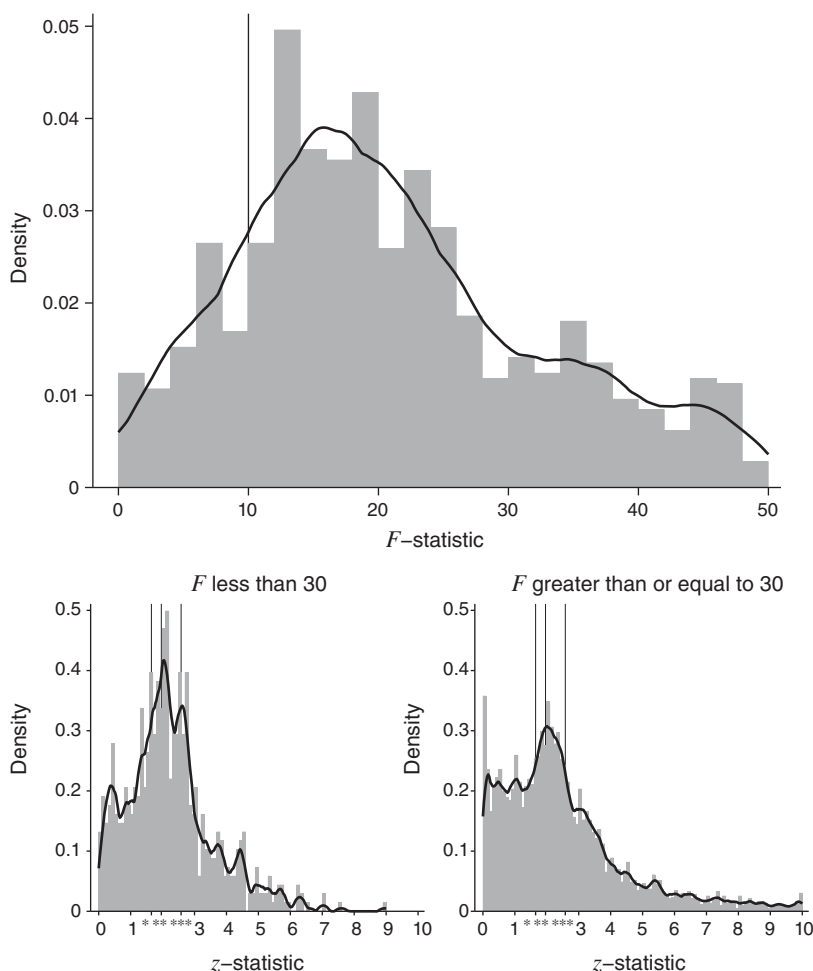 0.05
0.04
0.03
0.02
0.01
0
Density
0 10 20 30 40 50
F–statistic
F less than 30
0.5
0.4
0.3
0.2
0.1
0
Density
0 1 * ** *** 3 4 5 6 7 8 9 10
z–statistic
F greater than or equal to 30
0.5
0.4
0.3
0.2
0.1
0
Density
0 1 * ** *** 3 4 5 6 7 8 9 10
z–statistic